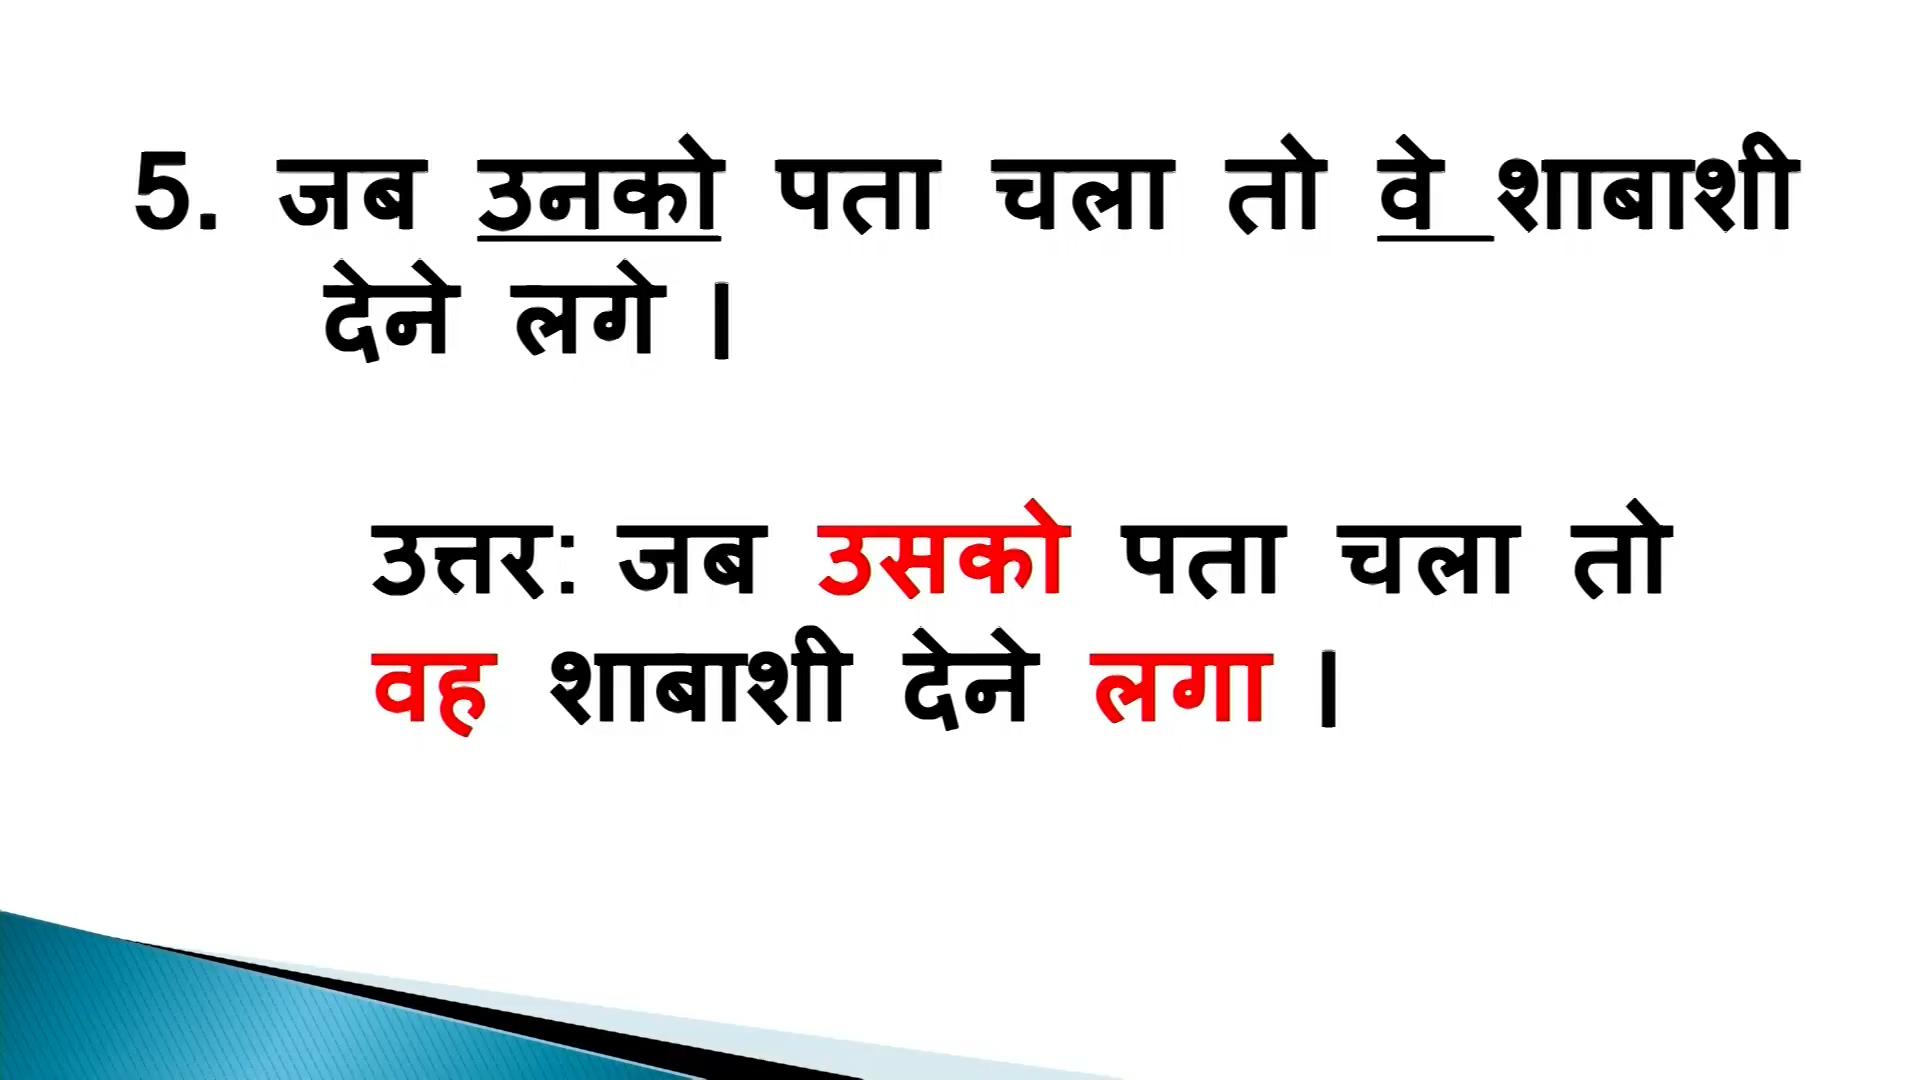 5. जब उनको पता चला तो वे शाबाशी
देने लगे ।
उत्तर: जब उसको पता चला तो
वह शाबाशी देने लगा ।